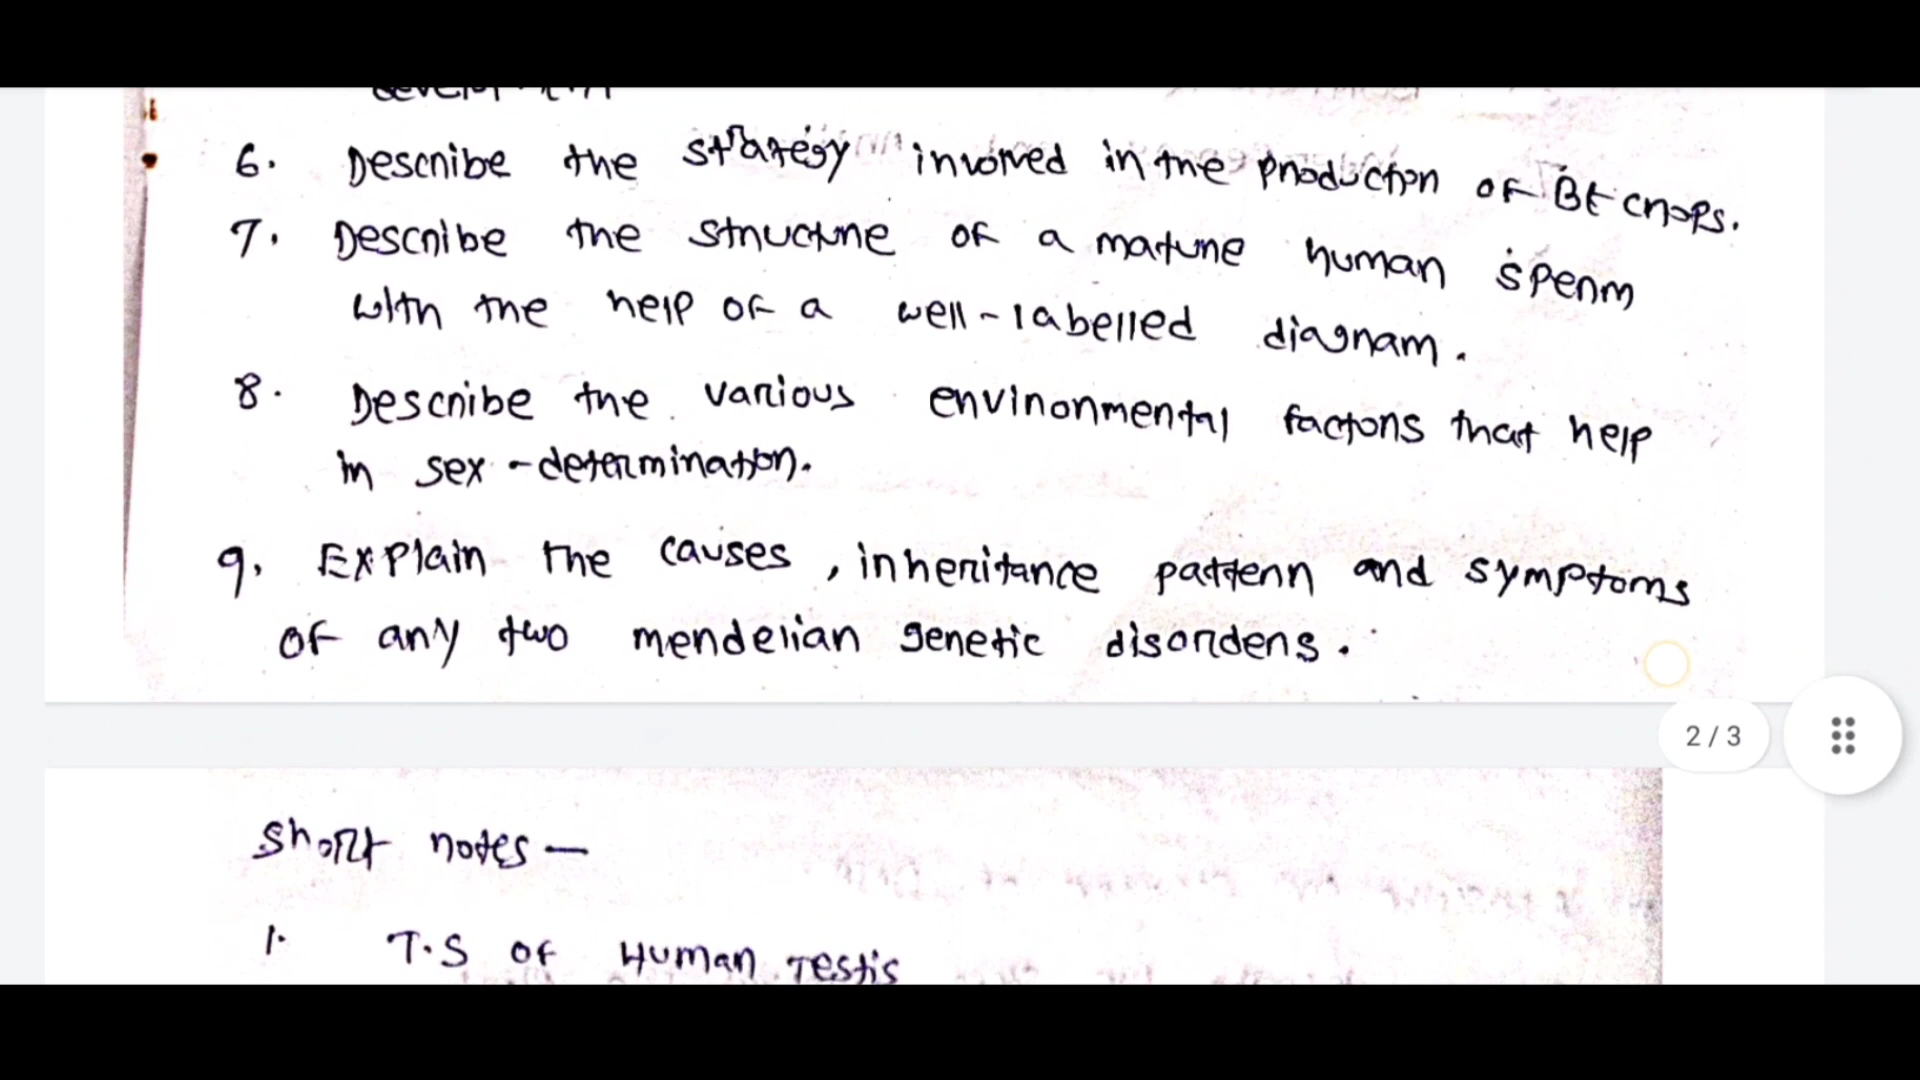 6. Describe the strategy involved in the production of Bt crops.
7. Describe the structure of a mature human sperm
with the help of a well-labelled diagram.
8. Describe the various environmental factors that help
in sex-determination.
9. Explain the causes, inheritance pattern and symptoms
of any two mendelian genetic disorders.
2/3
Short notes—
1. T.S of Human Testis